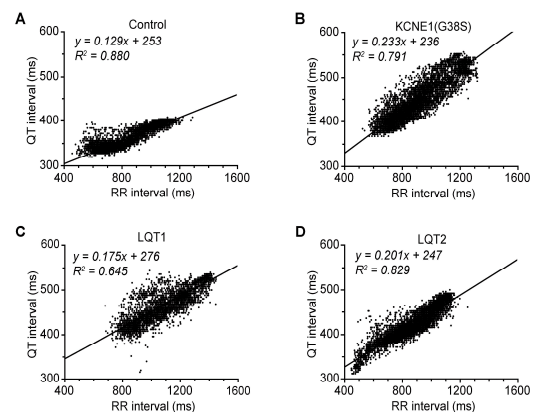 A
Control
y = 0.129x + 253
R² = 0.880
QT interval (ms)
600
500
400
300
400 800 1200 1600
RR interval (ms)
B
KCNE1(G38S)
y = 0.233x + 236
R² = 0.791
QT interval (ms)
600
500
400
300
400 800 1200 1600
RR interval (ms)
C
LQT1
y = 0.175x + 276
R² = 0.645
QT interval (ms)
600
500
400
300
400 800 1200 1600
RR interval (ms)
D
LQT2
y = 0.201x + 247
R² = 0.829
QT interval (ms)
600
500
400
300
400 800 1200 1600
RR interval (ms)